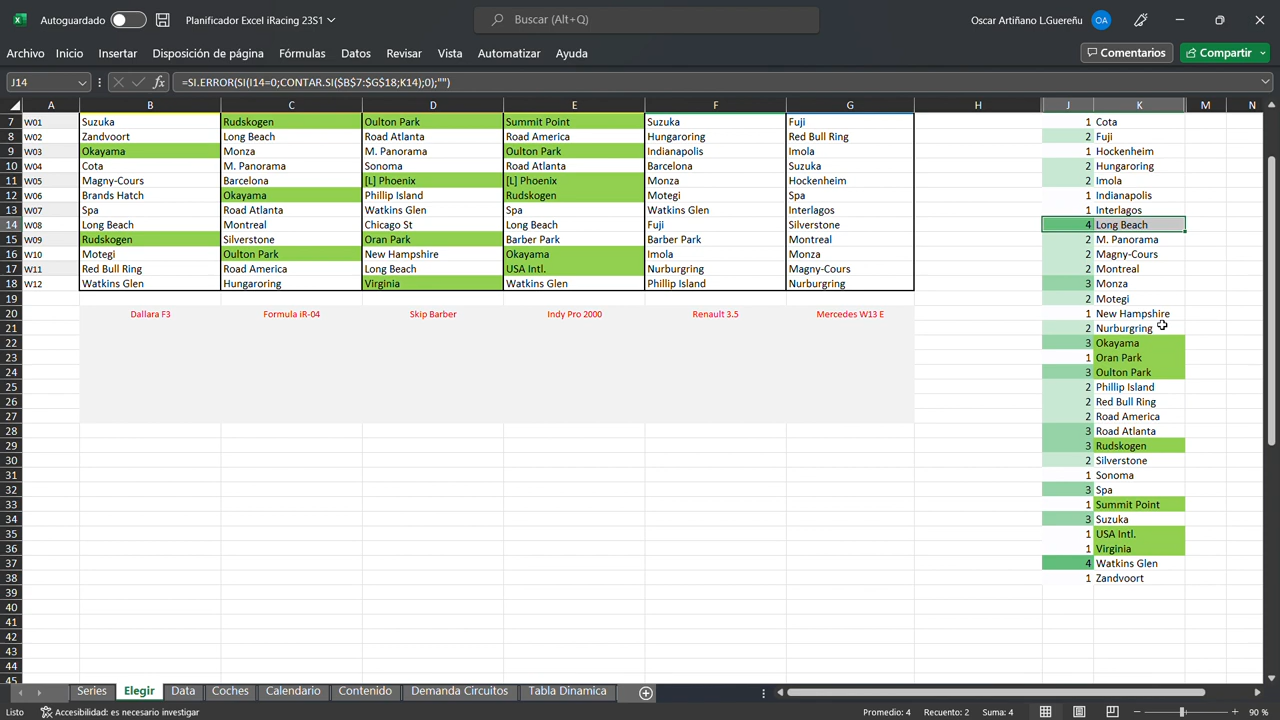 Autoguardado Planificador Excel iRacing 23S1 Buscar (Alt+Q) Oscar Artiñano L.Guereñu OA
Archivo Inicio Insertar Disposición de página Fórmulas Datos Revisar Vista Automatizar Ayuda Comentarios Compartir
J14 fx =SI.ERROR(SI(I14=0;CONTAR.SI($B$7:$G$18;K14);0);"")
A B C D E F G H J K M N
7 W01 Suzuka Rudskogen Oulton Park Summit Point Suzuka Fuji 1 Cota
8 W02 Zandvoort Long Beach Road Atlanta Road America Hungaroring Red Bull Ring 2 Fuji
9 W03 Okayama Monza M. Panorama Oulton Park Indianapolis Imola 1 Hockenheim
10 W04 Cota M. Panorama Sonoma Road Atlanta Barcelona Suzuka 2 Hungaroring
11 W05 Magny-Cours Barcelona [L] Phoenix [L] Phoenix Monza Hockenheim 2 Imola
12 W06 Brands Hatch Okayama Phillip Island Rudskogen Motegi Spa 1 Indianapolis
13 W07 Spa Road Atlanta Watkins Glen Spa Watkins Glen Interlagos 1 Interlagos
14 W08 Long Beach Montreal Chicago St Long Beach Fuji Silverstone 4 Long Beach
15 W09 Rudskogen Silverstone Oran Park Barber Park Barber Park Montreal 2 M. Panorama
16 W10 Motegi Oulton Park New Hampshire Okayama Imola Monza 2 Magny-Cours
17 W11 Red Bull Ring Road America Long Beach USA Intl. Nurburgring Magny-Cours 2 Montreal
18 W12 Watkins Glen Hungaroring Virginia Watkins Glen Phillip Island Nurburgring 3 Monza
19 2 Motegi
20 Dallara F3 Formula iR-04 Skip Barber Indy Pro 2000 Renault 3.5 Mercedes W13 E 1 New Hampshire
21 2 Nurburgring
22 3 Okayama
23 1 Oran Park
24 3 Oulton Park
25 2 Phillip Island
26 2 Red Bull Ring
27 2 Road America
28 3 Road Atlanta
29 3 Rudskogen
30 2 Silverstone
31 1 Sonoma
32 3 Spa
33 1 Summit Point
34 3 Suzuka
35 1 USA Intl.
36 1 Virginia
37 4 Watkins Glen
38 1 Zandvoort
39
40
41
42
43
44
45
Series Elegir Data Coches Calendario Contenido Demanda Circuitos Tabla Dinamica
Listo Accesibilidad: es necesario investigar Promedio: 4 Recuento: 2 Suma: 4 90 %